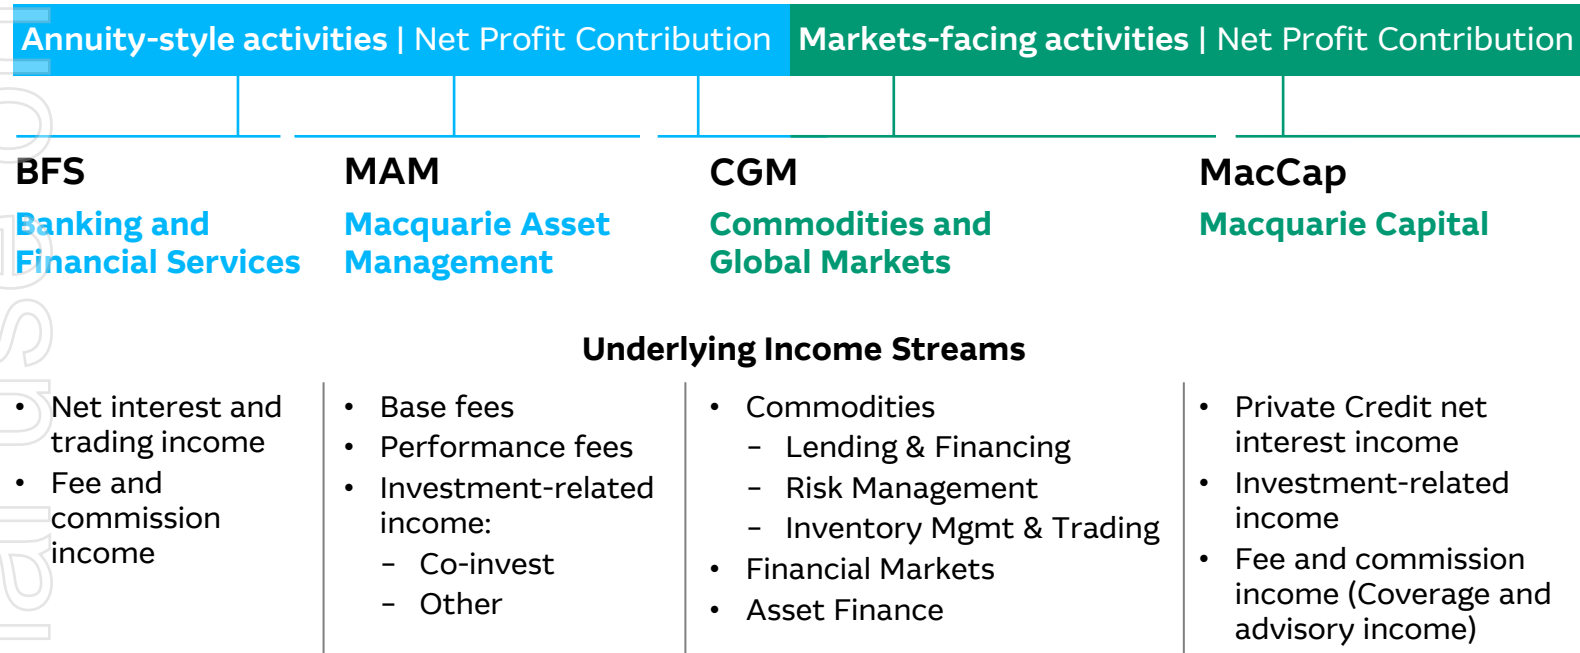 Annuity-style activities | Net Profit Contribution
Markets-facing activities | Net Profit Contribution
BFS
Banking and
Financial Services
MAM
Macquarie Asset
Management
CGM
Commodities and
Global Markets
MacCap
Macquarie Capital
Underlying Income Streams
• Net interest and
trading income
• Fee and
commission
income
• Base fees
• Performance fees
• Investment-related
income:
– Co-invest
– Other
• Commodities
– Lending & Financing
– Risk Management
– Inventory Mgmt & Trading
• Financial Markets
• Asset Finance
• Private Credit net
interest income
• Investment-related
income
• Fee and commission
income (Coverage and
advisory income)